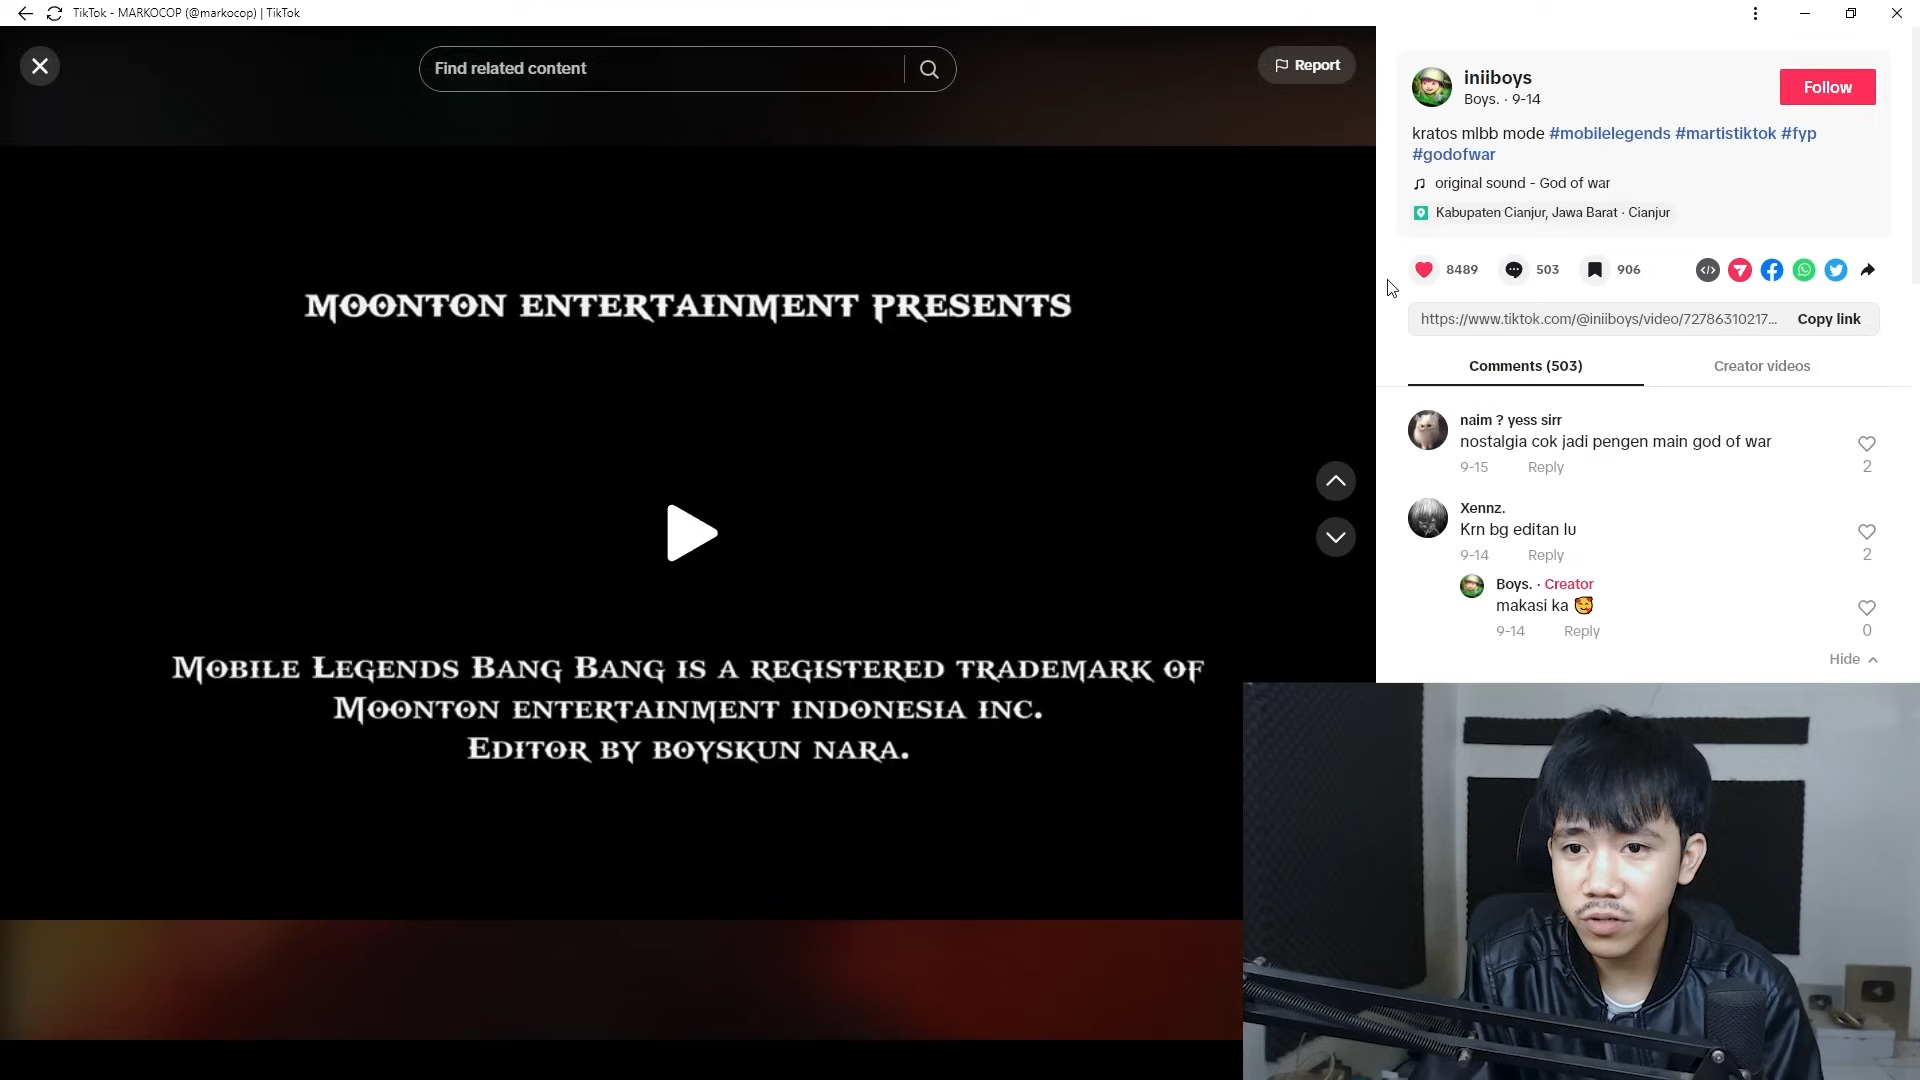 TikTok - MARKOCOP (@markocop) | TikTok
Find related content
Report
MOONTON ENTERTAINMENT PRESENTS
MOBILE LEGENDS BANG BANG IS A REGISTERED TRADEMARK OF
MOONTON ENTERTAINMENT INDONESIA INC.
EDITOR BY BOYSKUN NARA.
iniiboys
Boys. · 9-14
Follow
kratos mlbb mode #mobilelegends #martistiktok #fyp
#godofwar
original sound - God of war
Kabupaten Cianjur, Jawa Barat · Cianjur
8489 503 906
https://www.tiktok.com/@iniiboys/video/72786310217... Copy link
Comments (503) Creator videos
naim ? yess sirr
nostalgia cok jadi pengen main god of war
9-15 Reply 2
Xennz.
Krn bg editan lu
9-14 Reply 2
Boys. · Creator
makasi ka 🥰
9-14 Reply 0
Hide